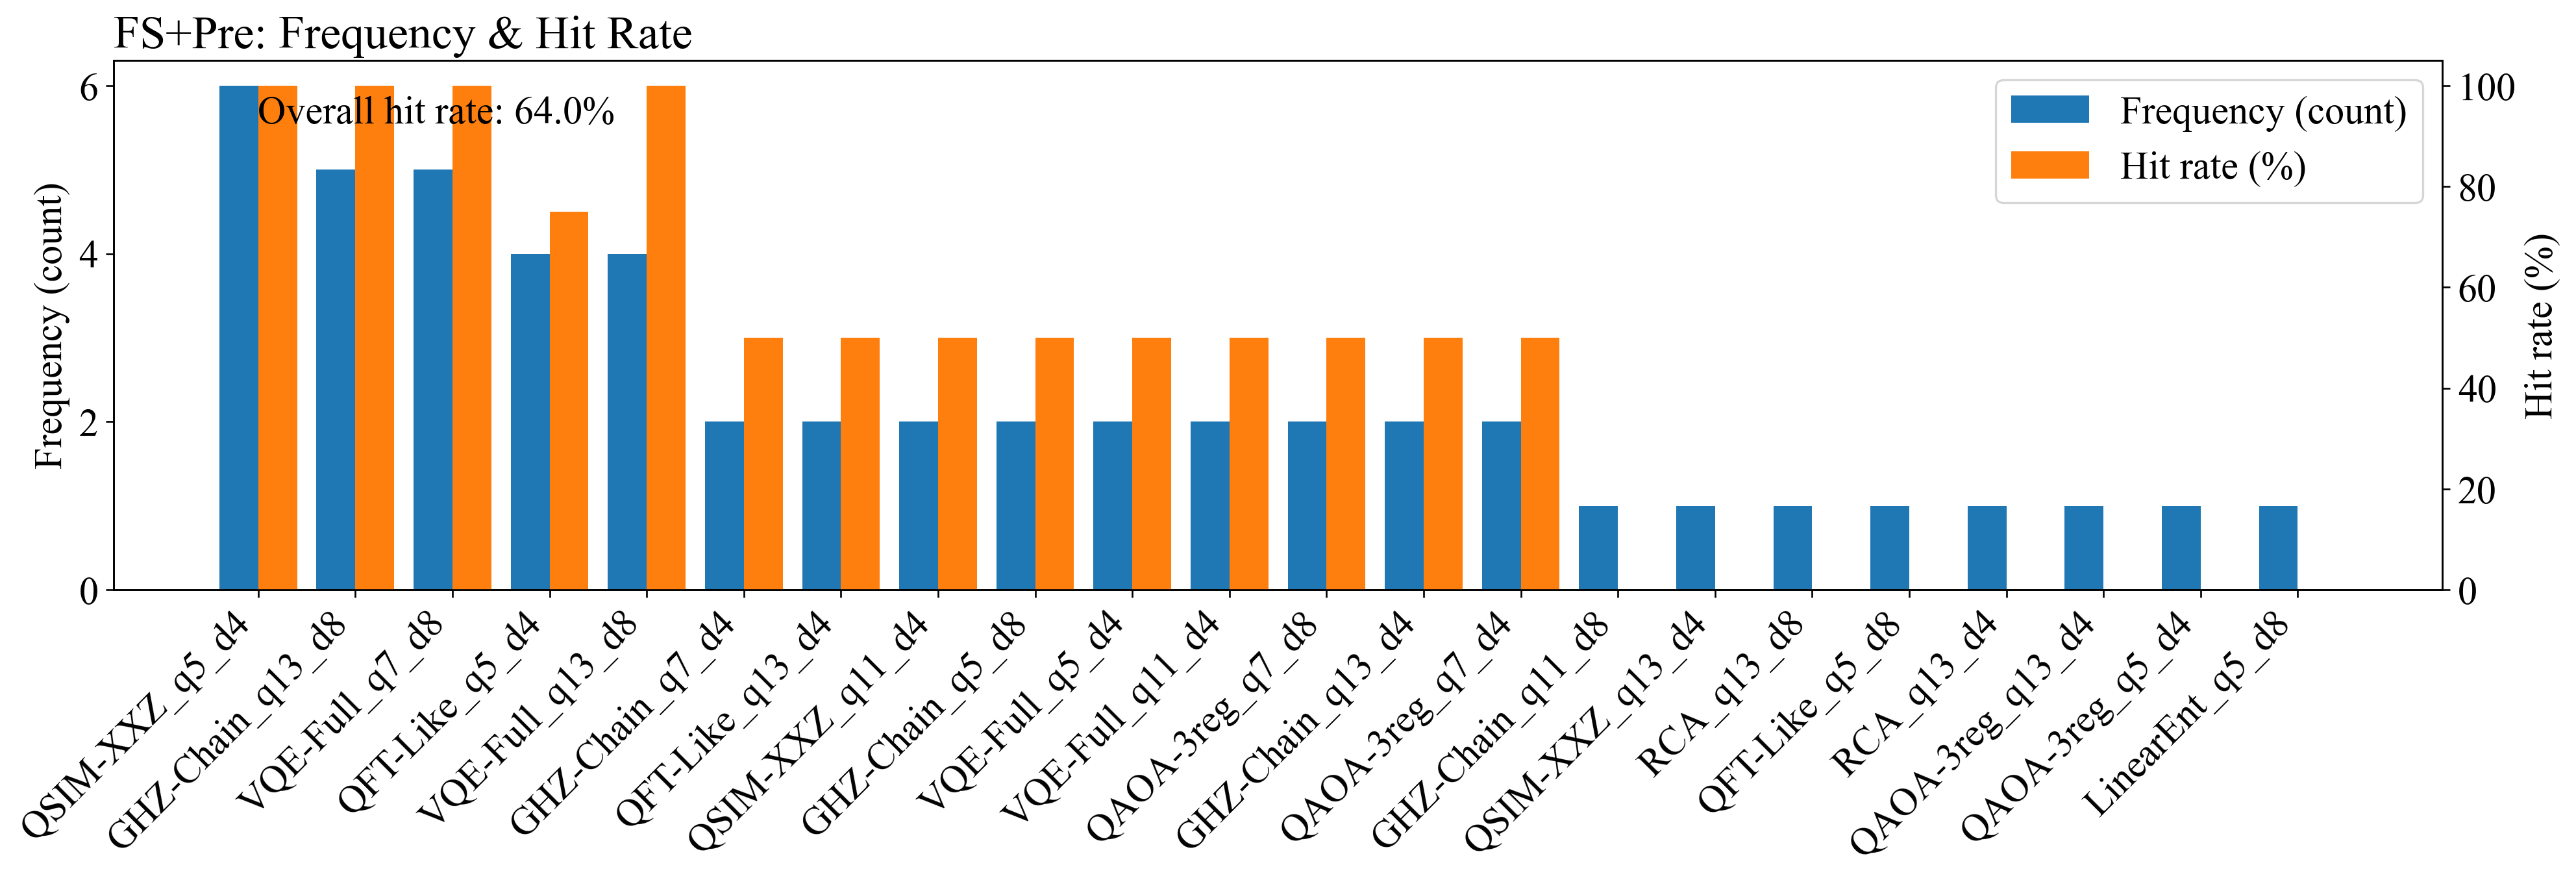 FS+Pre: Frequency & Hit Rate
Overall hit rate: 64.0%
Frequency (count)
Hit rate (%)
Frequency (count)
6
4
2
0
100
80
60
40
20
0
Hit rate (%)
QSIM-XXZ_q5_d4
GHZ-Chain_q13_d8
VQE-Full_q7_d8
QFT-Like_q5_d4
VQE-Full_q13_d8
GHZ-Chain_q7_d4
QFT-Like_q13_d4
QSIM-XXZ_q11_d4
GHZ-Chain_q5_d8
VQE-Full_q5_d4
VQE-Full_q11_d4
QAOA-3reg_q7_d8
GHZ-Chain_q13_d4
QAOA-3reg_q7_d4
GHZ-Chain_q11_d8
QSIM-XXZ_q13_d4
RCA_q13_d8
QFT-Like_q5_d8
RCA_q13_d4
QAOA-3reg_q13_d4
QAOA-3reg_q5_d4
LinearEnt_q5_d8